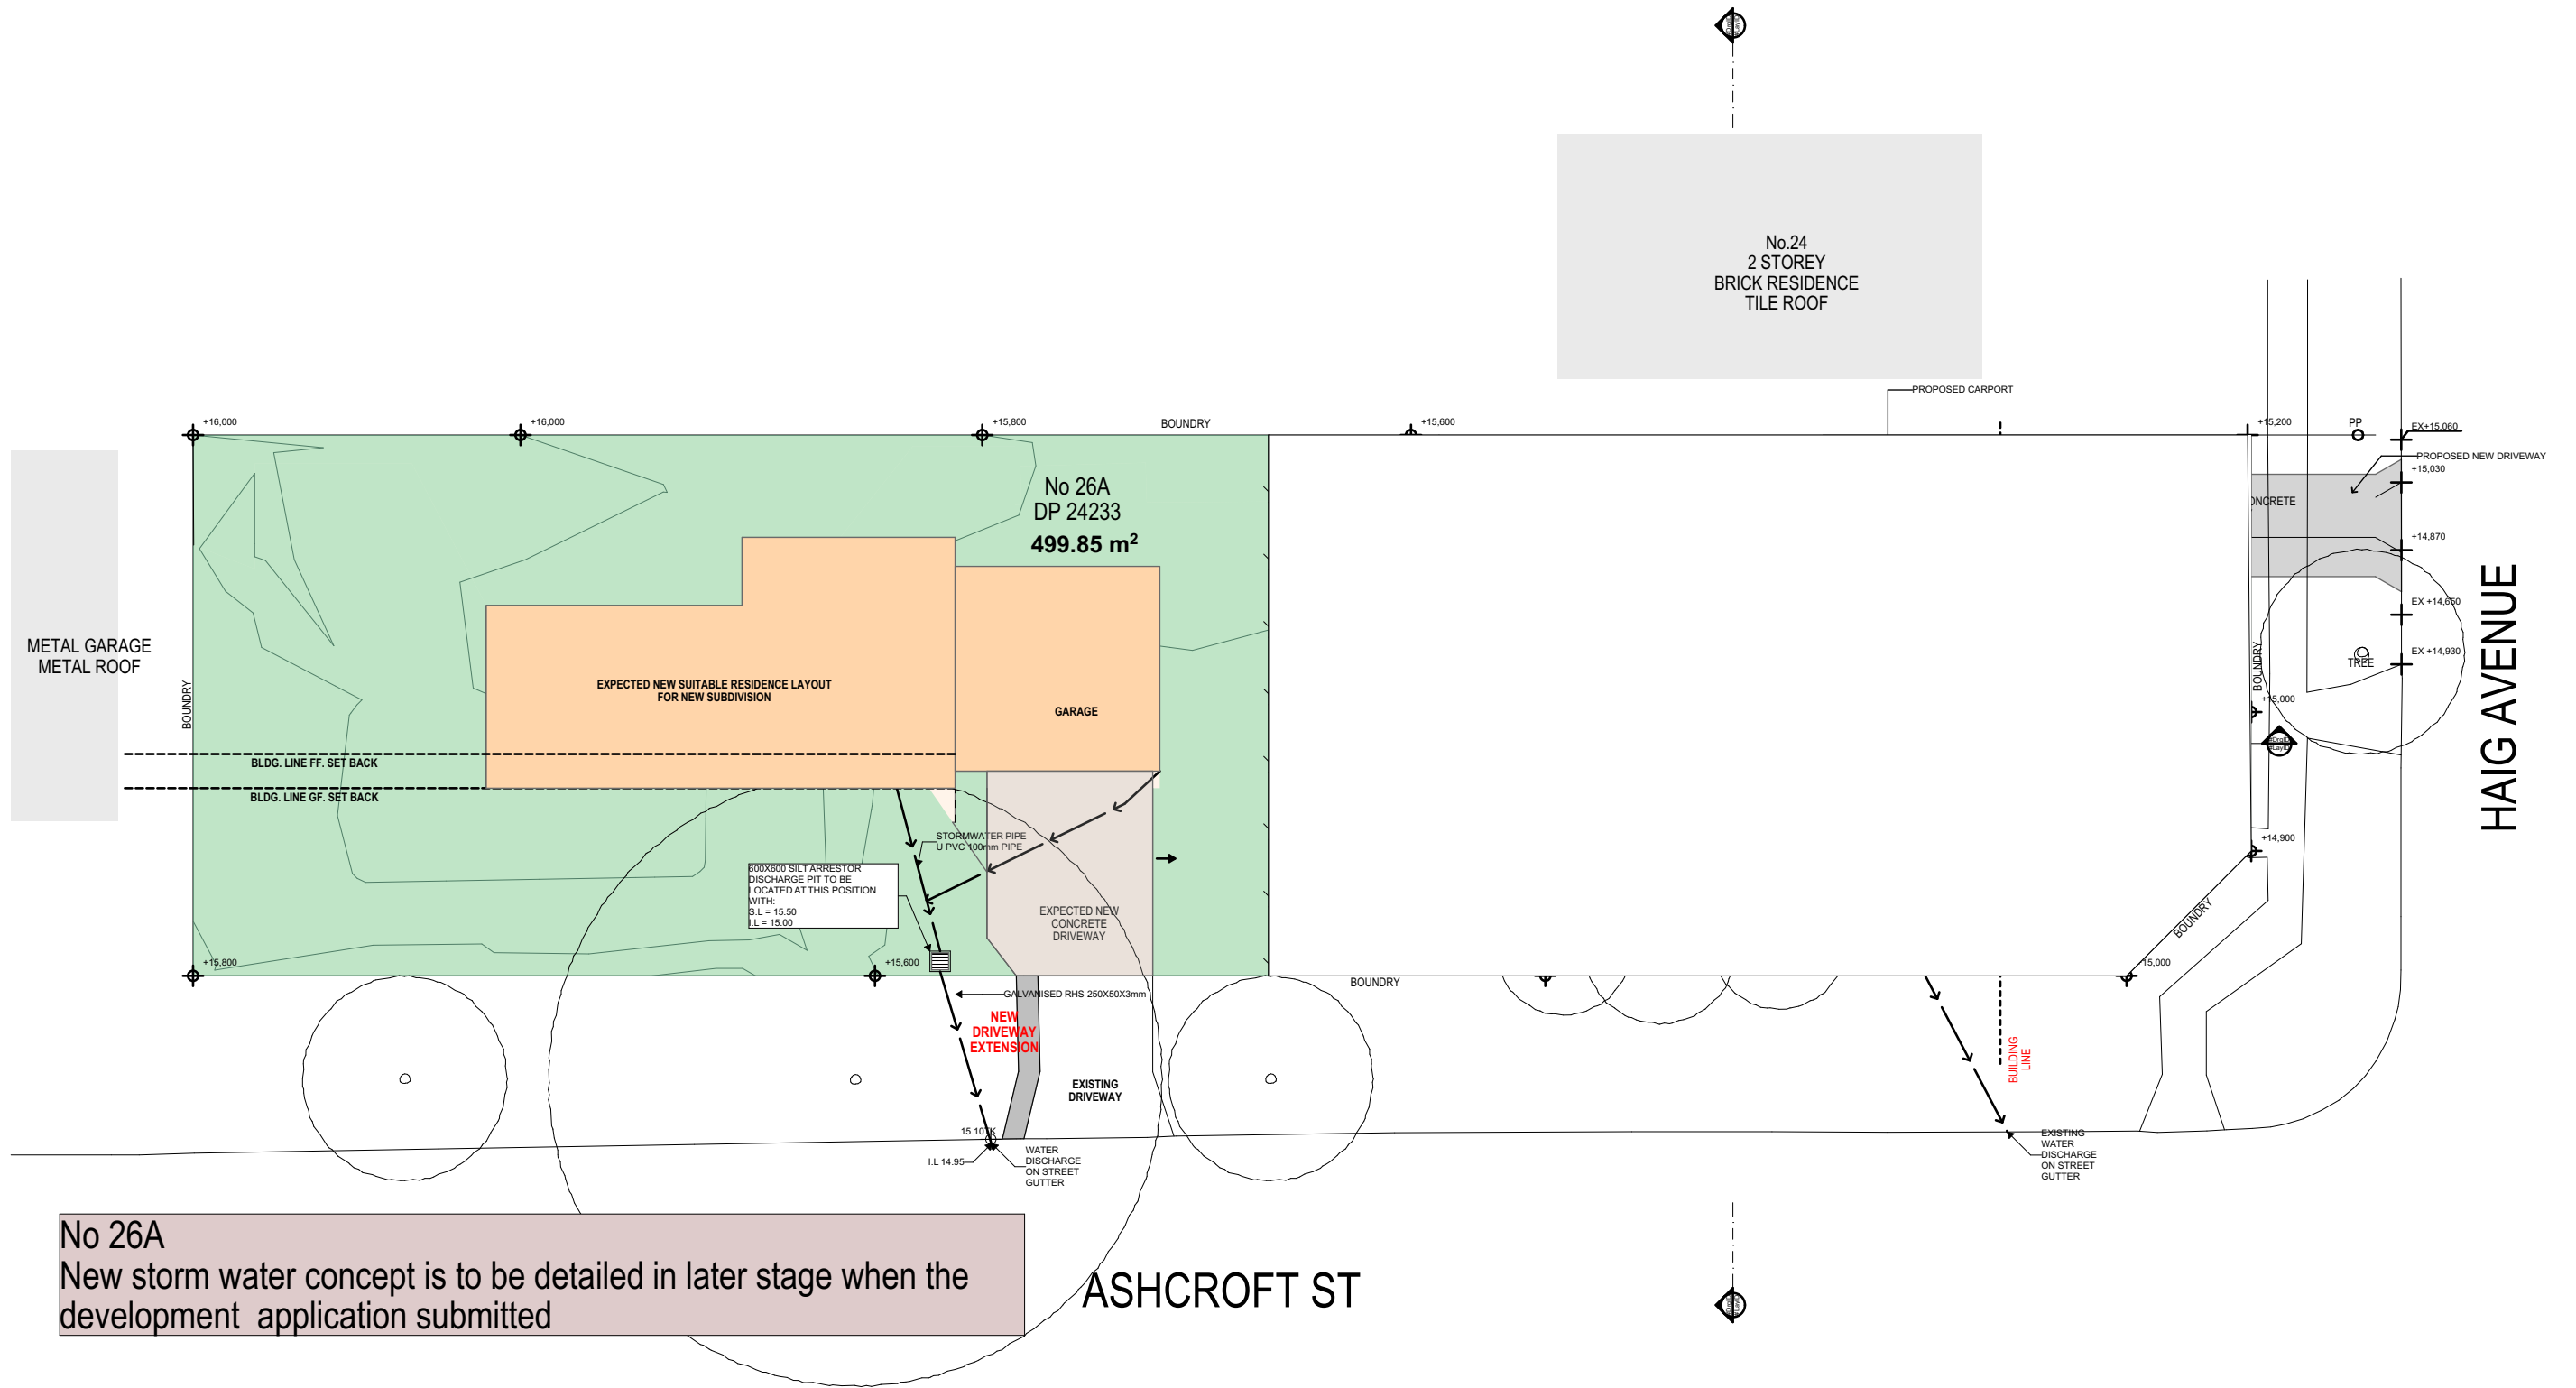 No.24
2 STOREY
BRICK RESIDENCE
TILE ROOF
PROPOSED CARPORT
+16,000
+16,000
+15,800
BOUNDRY
+15,600
+15,200
PP
EX+15,060
PROPOSED NEW DRIVEWAY
+15,030
ONCRETE
+14,870
EX +14,650
EX +14,930
TREE
BOUNDRY
+15,000
+14,900
HAIG AVENUE
No 26A
DP 24233
499.85 m²
METAL GARAGE
METAL ROOF
BOUNDRY
EXPECTED NEW SUITABLE RESIDENCE LAYOUT
FOR NEW SUBDIVISION
GARAGE
BLDG. LINE FF. SET BACK
BLDG. LINE GF. SET BACK
STORMWATER PIPE
U PVC 100mm PIPE
600X600 SILT ARRESTOR
DISCHARGE PIT TO BE
LOCATED AT THIS POSITION
WITH:
S.L = 15.50
I.L = 15.00
EXPECTED NEW
CONCRETE
DRIVEWAY
BOUNDRY
+15,800
+15,600
15,000
BOUNDRY
GALVANISED RHS 250X50X3mm
NEW
DRIVEWAY
EXTENSION
EXISTING
DRIVEWAY
BUILDING
LINE
15.10TK
I.L 14.95
WATER
DISCHARGE
ON STREET
GUTTER
EXISTING
WATER
DISCHARGE
ON STREET
GUTTER
No 26A
New storm water concept is to be detailed in later stage when the
development application submitted
ASHCROFT ST